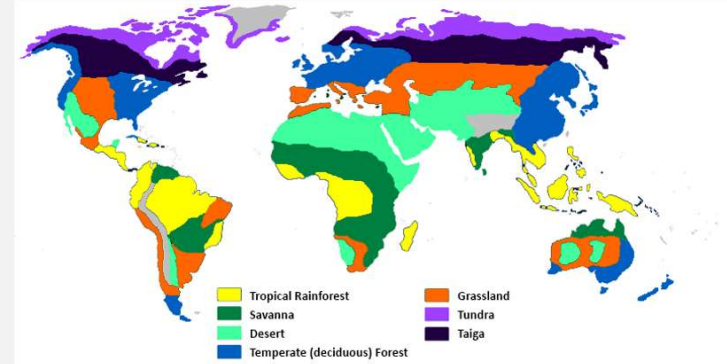 Tropical Rainforest
Savanna
Desert
Temperate (deciduous) Forest
Grassland
Tundra
Taiga